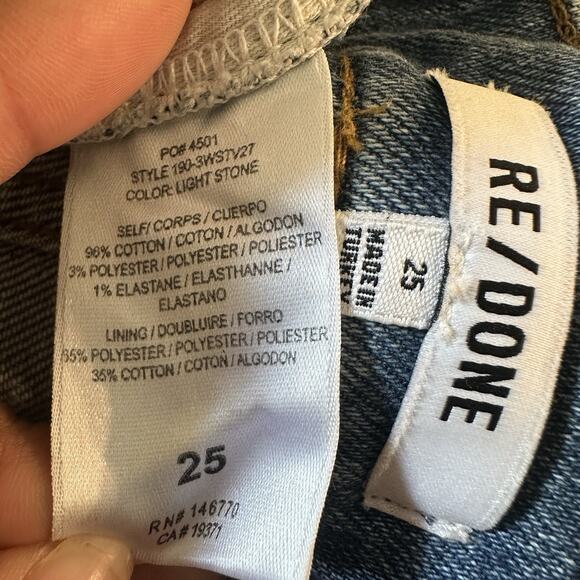 PO# 4501
STYLE 190-3WSTV27
COLOR: LIGHT STONE
SELF/ CORPS / CUERPO
96% COTTON / COTON / ALGODON
3% POLYESTER / POLYESTER / POLIESTER
1% ELASTANE / ELASTHANNE /
ELASTANO
LINING / DOUBLUIRE / FORRO
65% POLYESTER / POLYESTER / POLIESTER
35% COTTON / COTON / ALGODON
25
RN# 146770
CA# 19371
25
MADE IN
TURKEY
RE/DONE